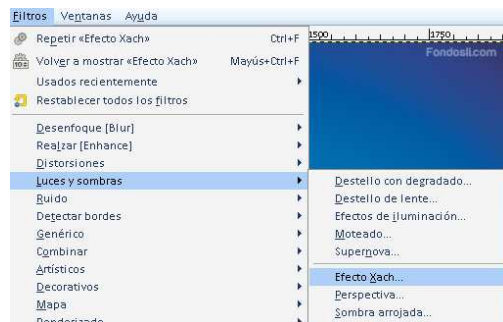 Filtros Ventanas Ayuda
Repetir «Efecto Xach» Ctrl+F
Volver a mostrar «Efecto Xach» Mayús+Ctrl+F
Usados recientemente
Restablecer todos los filtros
Desenfoque [Blur]
Realzar [Enhance]
Distorsiones
Luces y sombras
Ruido
Detectar bordes
Genérico
Combinar
Artísticos
Decorativos
Mapa
Renderizado
1500 1750
Fondosli.com
Destello con degradado...
Destello de lente...
Efectos de iluminación...
Moteado...
Supernova...
Efecto Xach...
Perspectiva...
Sombra arrojada...